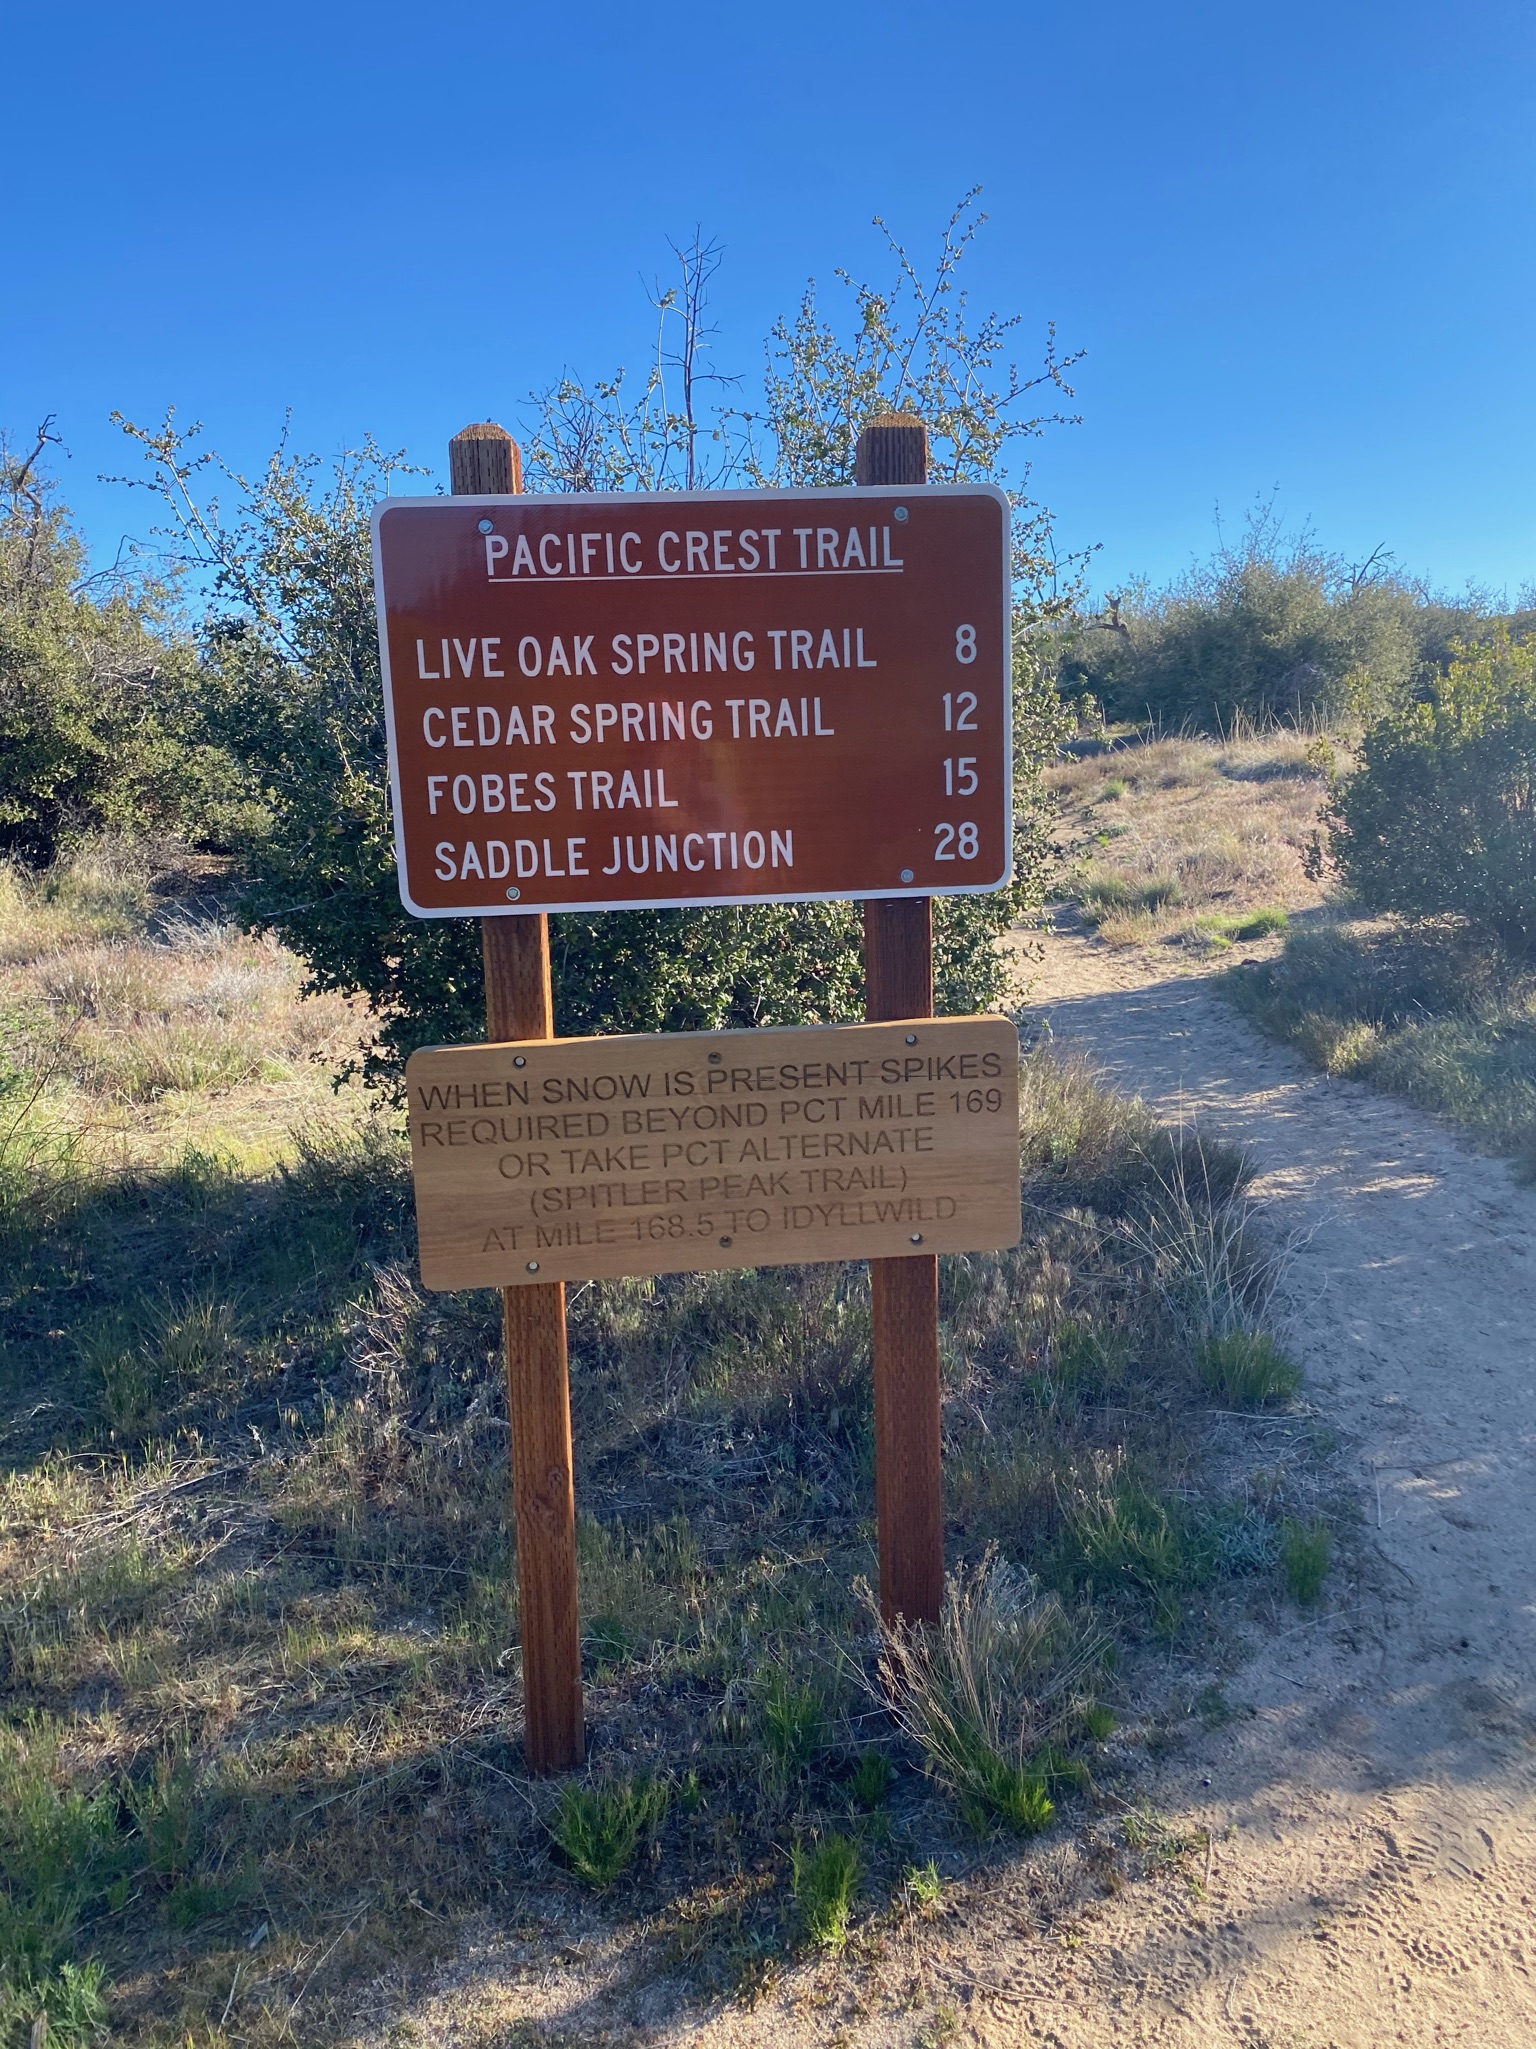 PACIFIC CREST TRAIL
LIVE OAK SPRING TRAIL 8
CEDAR SPRING TRAIL 12
FOBES TRAIL 15
SADDLE JUNCTION 28
WHEN SNOW IS PRESENT SPIKES
REQUIRED BEYOND PCT MILE 169
OR TAKE PCT ALTERNATE
(SPITLER PEAK TRAIL)
AT MILE 168.5 TO IDYLLWILD